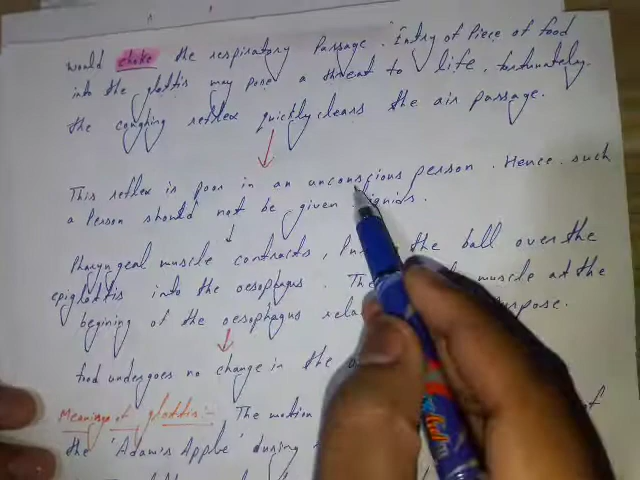 would choke the respiratory Passage. Entry of Piece of food
into the glottis may pose a threat to life, fortunately.
the coughing reflex quickly clears the air passage.
This reflex is poor in an unconscious person. Hence such
a Person should not be given liquids.
Pharyngeal muscle contracts, the ball over the
epiglottis into the oesophagus. muscle at the
begining of the oesophagus
food undergoes no change in the
Meaning of glottitis :- The motion of
the 'Adam's Apple' during